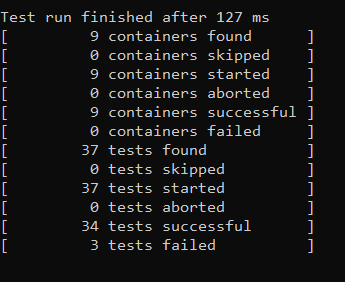 Test run finished after 127 ms
[         9 containers found      ]
[         0 containers skipped    ]
[         9 containers started    ]
[         0 containers aborted    ]
[         9 containers successful ]
[         0 containers failed     ]
[        37 tests found           ]
[         0 tests skipped         ]
[        37 tests started         ]
[         0 tests aborted         ]
[        34 tests successful      ]
[         3 tests failed          ]